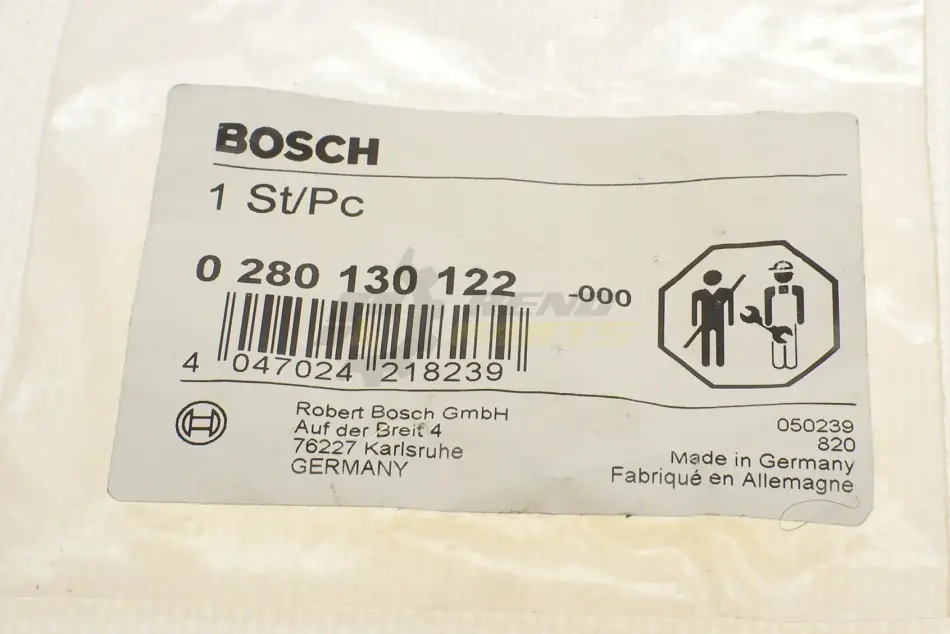 BOSCH
1 St/Pc
0 280 130 122 -000
4 047024 218239
Robert Bosch GmbH
Auf der Breit 4
76227 Karlsruhe
GERMANY
050239
820
Made in Germany
Fabriqué en Allemagne